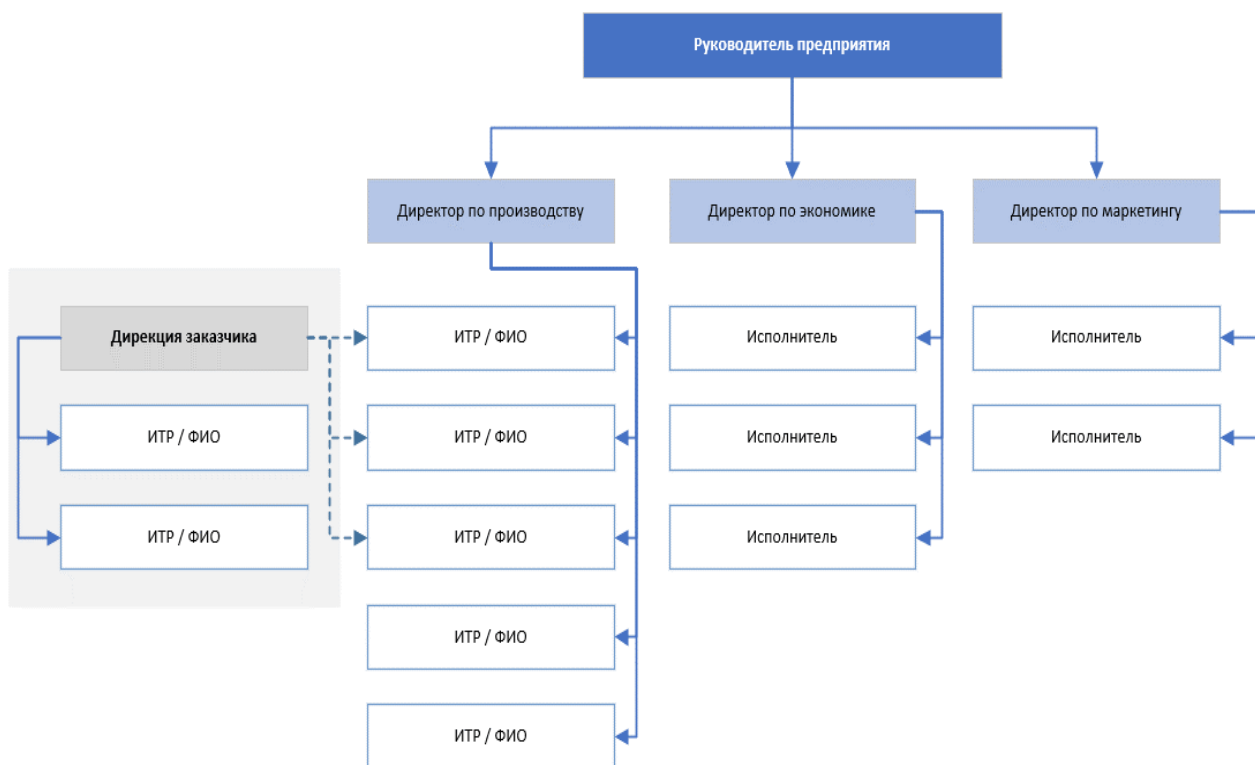 Руководитель предприятия
Директор по производству
Директор по экономике
Директор по маркетингу
Дирекция заказчика
ИТР / ФИО
Исполнитель
Исполнитель
ИТР / ФИО
ИТР / ФИО
Исполнитель
Исполнитель
ИТР / ФИО
ИТР / ФИО
Исполнитель
ИТР / ФИО
ИТР / ФИО